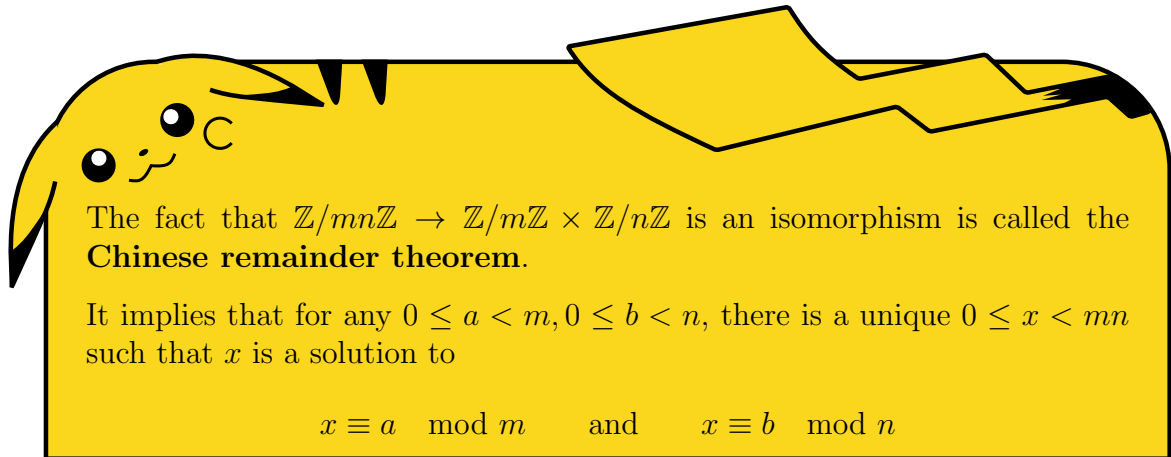 The fact that ℤ/mnℤ → ℤ/mℤ × ℤ/nℤ is an isomorphism is called the
Chinese remainder theorem.
It implies that for any 0 ≤ a < m, 0 ≤ b < n, there is a unique 0 ≤ x < mn
such that x is a solution to
x ≡ a mod m and x ≡ b mod n